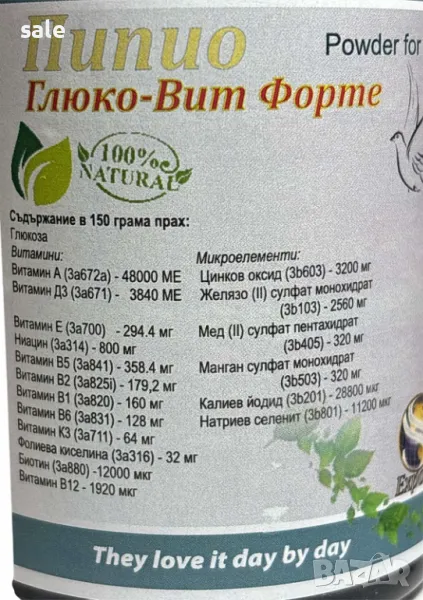 sale
Пипио
Powder for
Глюко-Вит Форте
100%
NATURAL
Съдържание в 150 грама прах:
Глюкоза
Витамини:
Витамин А (3а672а) - 48000 МЕ
Витамин Д3 (3а671) - 3840 МЕ
Витамин Е (3а700) - 294.4 мг
Ниацин (3а314) - 800 мг
Витамин В5 (3а841) - 358.4 мг
Витамин В2 (3а825i) - 179,2 мг
Витамин В1 (3а820) - 160 мг
Витамин В6 (3а831) - 128 мг
Витамин К3 (3а711) - 64 мг
Фолиева киселина (3а316) - 32 мг
Биотин (3а880) -12000 мкг
Витамин В12 - 1920 мкг
Микроелементи:
Цинков оксид (3b603) - 3200 мг
Желязо (II) сулфат монохидрат
(3b103) - 2560 мг
Мед (II) сулфат пентахидрат
(3b405) - 320 мг
Манган сулфат монохидрат
(3b503) - 320 мг
Калиев йодид (3b201) - 28800 мкг
Натриев селенит (3b801) - 11200 мкг
They love it day by day
BAZAR